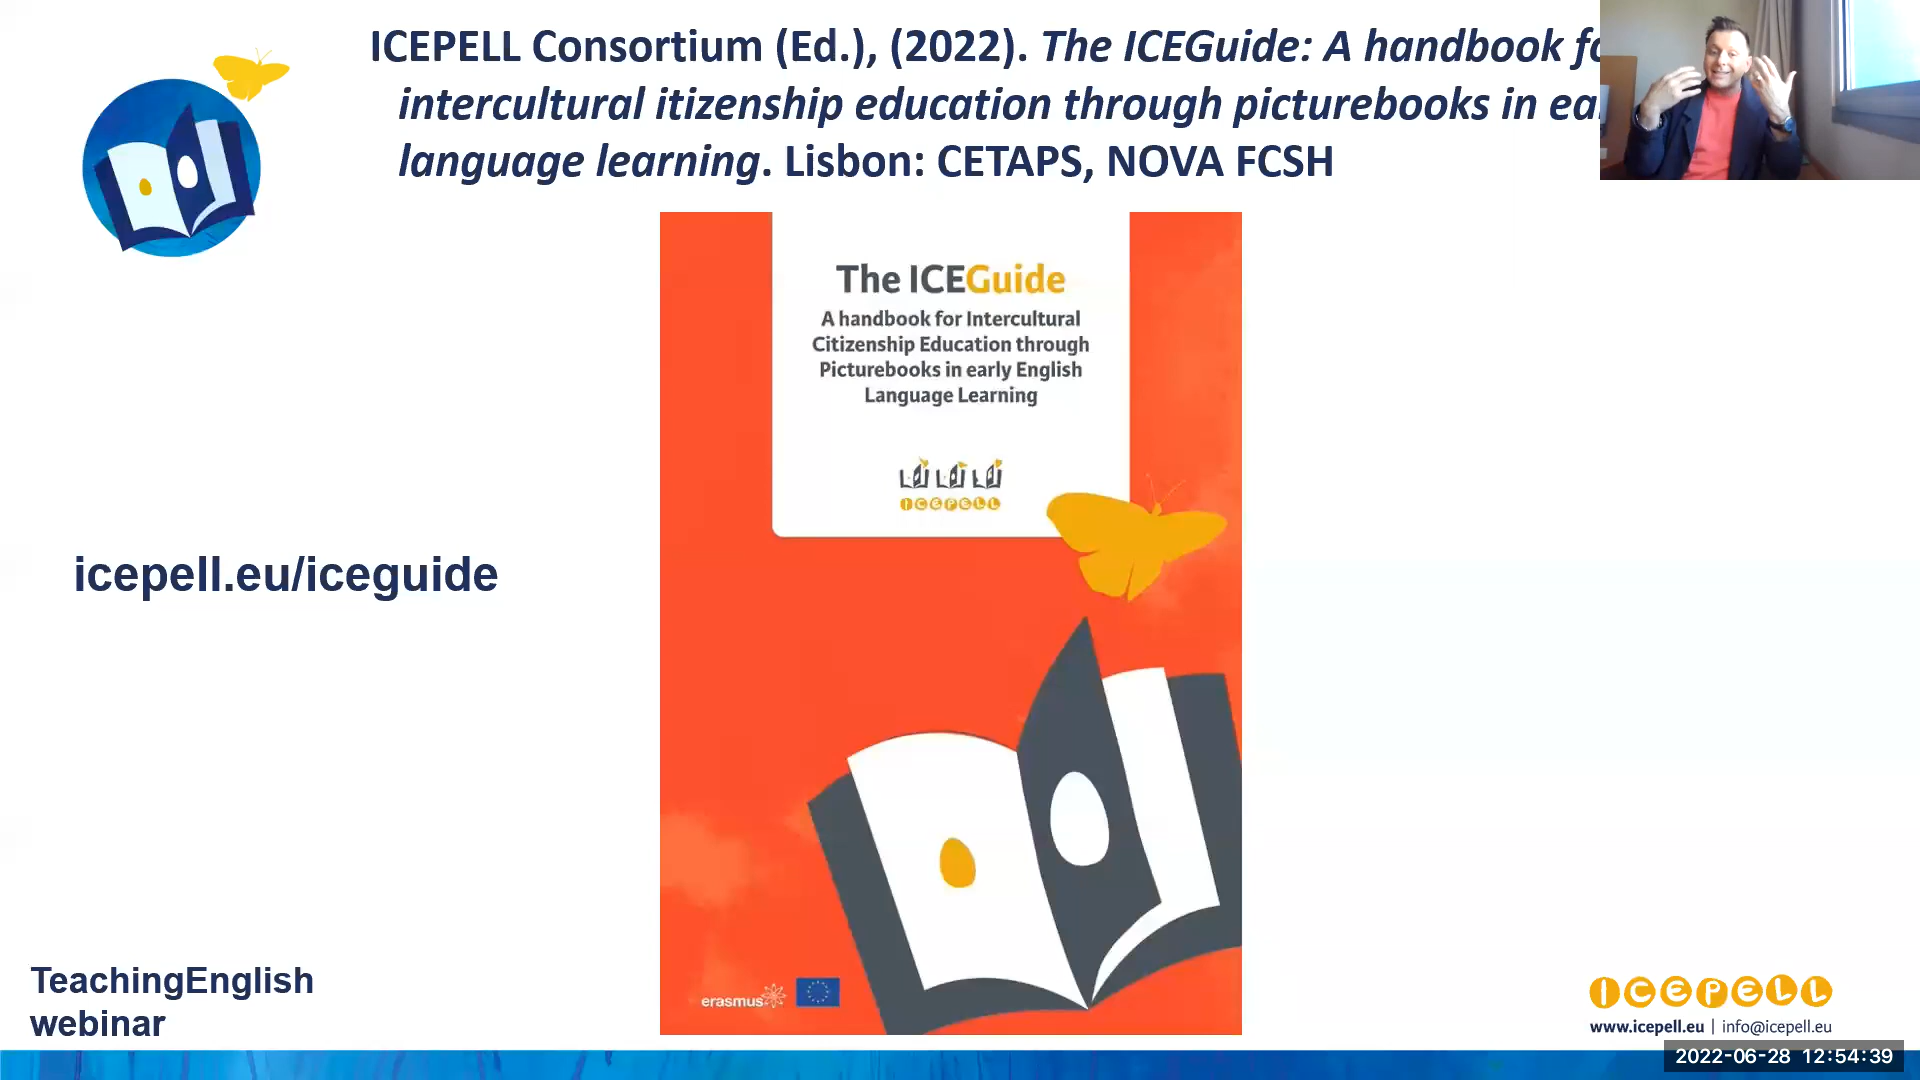 ICEPELL Consortium (Ed.), (2022). The ICEGuide: A handbook
intercultural itizenship education through picturebooks in
language learning. Lisbon: CETAPS, NOVA FCSH
The ICEGuide
A handbook for Intercultural
Citizenship Education through
Picturebooks in early English
Language Learning
ICEPELL
icepell.eu/iceguide
erasmus
TeachingEnglish
webinar
ICEPELL
www.icepell.eu | info@icepell.eu
2022-06-28 12:54:39